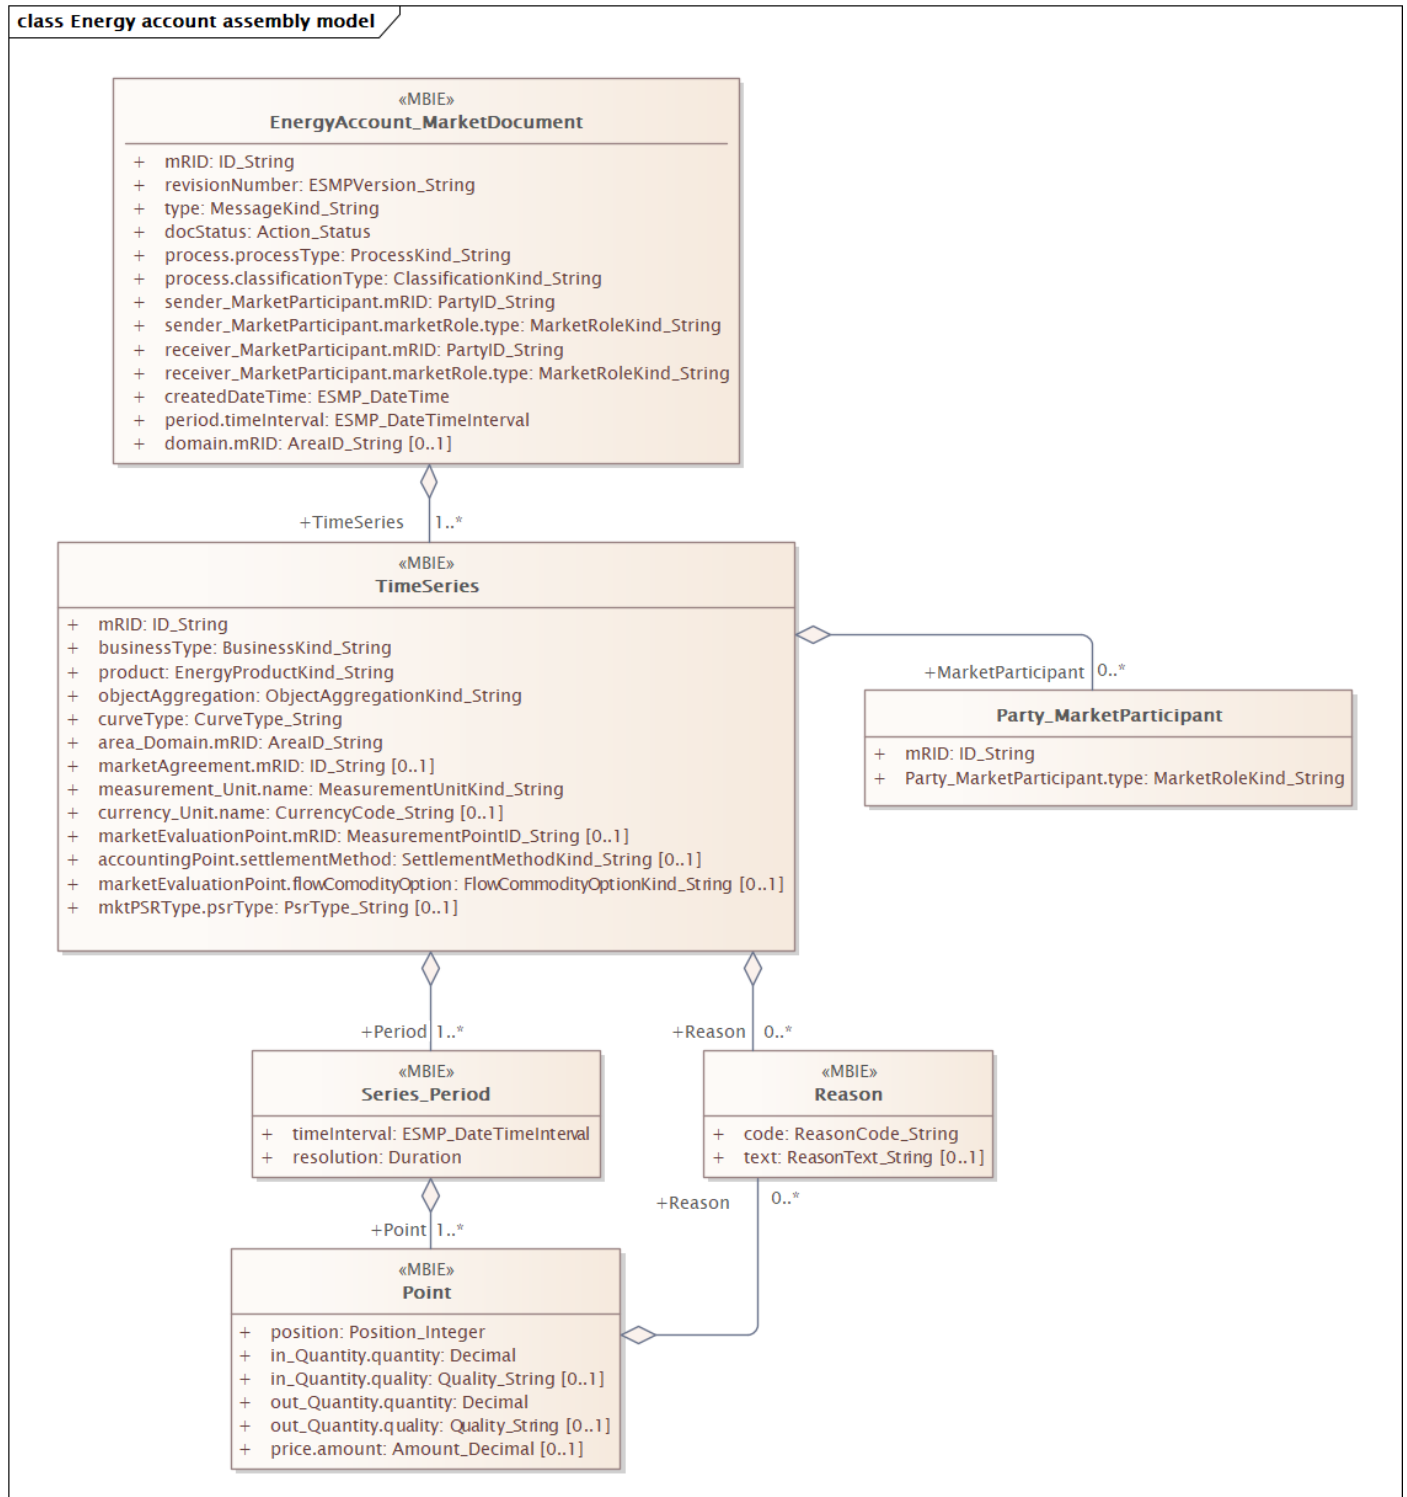 class Energy account assembly model
«MBIE»
EnergyAccount_MarketDocument
+ mRID: ID_String
+ revisionNumber: ESMPVersion_String
+ type: MessageKind_String
+ docStatus: Action_Status
+ process.processType: ProcessKind_String
+ process.classificationType: ClassificationKind_String
+ sender_MarketParticipant.mRID: PartyID_String
+ sender_MarketParticipant.marketRole.type: MarketRoleKind_String
+ receiver_MarketParticipant.mRID: PartyID_String
+ receiver_MarketParticipant.marketRole.type: MarketRoleKind_String
+ createdDateTime: ESMP_DateTime
+ period.timeInterval: ESMP_DateTimeInterval
+ domain.mRID: AreaID_String [0..1]
+TimeSeries 1..*
«MBIE»
TimeSeries
+ mRID: ID_String
+ businessType: BusinessKind_String
+ product: EnergyProductKind_String
+ objectAggregation: ObjectAggregationKind_String
+ curveType: CurveType_String
+ area_Domain.mRID: AreaID_String
+ marketAgreement.mRID: ID_String [0..1]
+ measurement_Unit.name: MeasurementUnitKind_String
+ currency_Unit.name: CurrencyCode_String [0..1]
+ marketEvaluationPoint.mRID: MeasurementPointID_String [0..1]
+ accountingPoint.settlementMethod: SettlementMethodKind_String [0..1]
+ marketEvaluationPoint.flowComodityOption: FlowCommodityOptionKind_String [0..1]
+ mktPSRType.psrType: PsrType_String [0..1]
+MarketParticipant 0..*
Party_MarketParticipant
+ mRID: ID_String
+ Party_MarketParticipant.type: MarketRoleKind_String
+Period 1..*
+Reason 0..*
«MBIE»
Series_Period
+ timeInterval: ESMP_DateTimeInterval
+ resolution: Duration
«MBIE»
Reason
+ code: ReasonCode_String
+ text: ReasonText_String [0..1]
+Reason 0..*
+Point 1..*
«MBIE»
Point
+ position: Position_Integer
+ in_Quantity.quantity: Decimal
+ in_Quantity.quality: Quality_String [0..1]
+ out_Quantity.quantity: Decimal
+ out_Quantity.quality: Quality_String [0..1]
+ price.amount: Amount_Decimal [0..1]